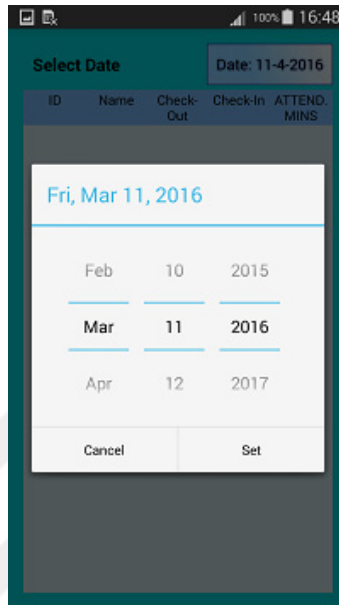 100% 16:48
Select Date Date: 11-4-2016
ID Name Check-Out Check-In ATTEND. MINS
Fri, Mar 11, 2016
Feb 10 2015
Mar 11 2016
Apr 12 2017
Cancel Set